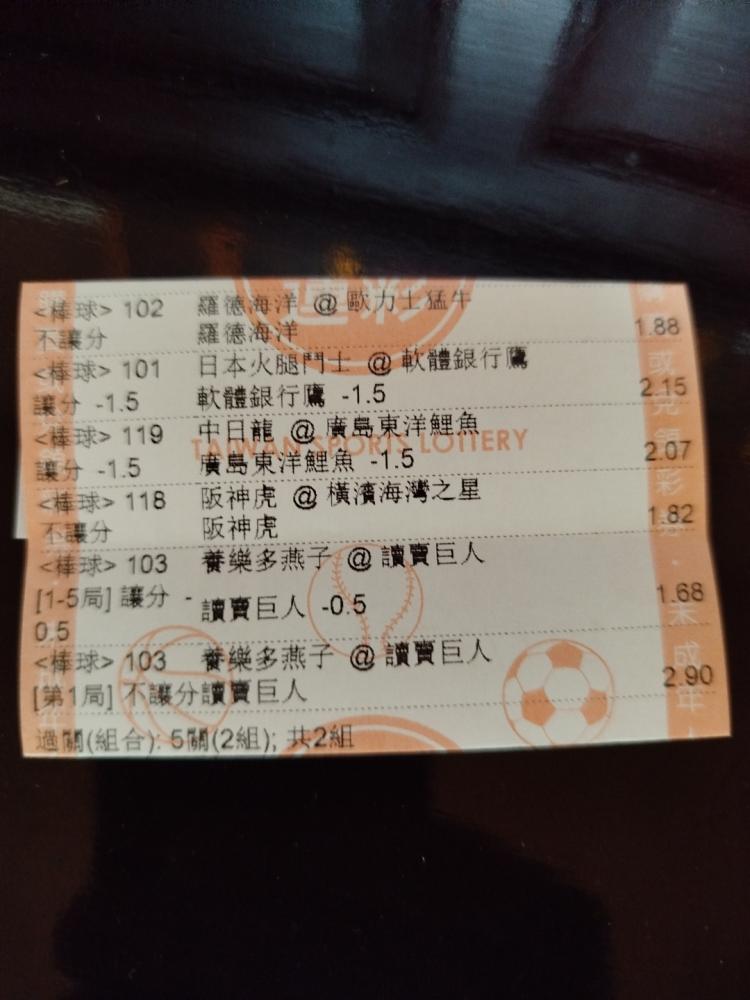 <棒球> 102 羅德海洋 @ 歐力士猛牛
不讓分 羅德海洋 1.88
<棒球> 101 日本火腿鬥士 @ 軟體銀行鷹
讓分 -1.5 軟體銀行鷹 -1.5 2.15
<棒球> 119 中日龍 @ 廣島東洋鯉魚
TAIWAN SPORTS LOTTERY
讓分 -1.5 廣島東洋鯉魚 -1.5 2.07
<棒球> 118 阪神虎 @ 橫濱海灣之星
不讓分 阪神虎 1.82
<棒球> 103 養樂多燕子 @ 讀賣巨人
[1-5局] 讓分 - 讀賣巨人 -0.5 1.68
0.5
<棒球> 103 養樂多燕子 @ 讀賣巨人
[第1局] 不讓分 讀賣巨人 2.90
過關(組合): 5關(2組); 共2組